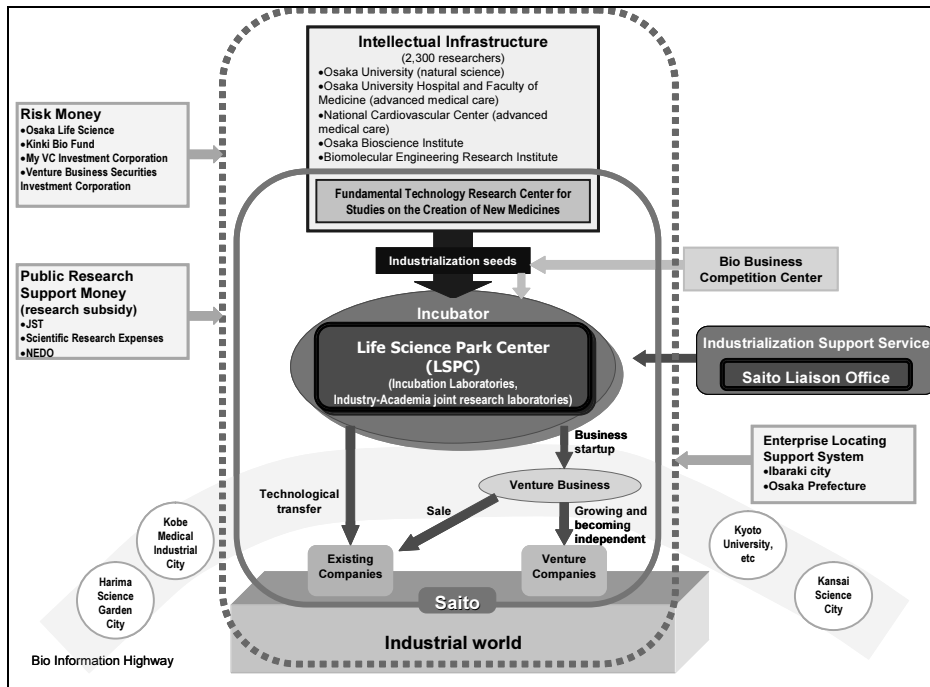 Intellectual Infrastructure
(2,300 researchers)
•Osaka University (natural science)
•Osaka University Hospital and Faculty of
Medicine (advanced medical care)
•National Cardiovascular Center (advanced
medical care)
•Osaka Bioscience Institute
•Biomolecular Engineering Research Institute
Fundamental Technology Research Center for
Studies on the Creation of New Medicines
Risk Money
•Osaka Life Science
•Kinki Bio Fund
•My VC Investment Corporation
•Venture Business Securities
Investment Corporation
Industrialization seeds
Bio Business
Competition Center
Public Research
Support Money
(research subsidy)
•JST
•Scientific Research Expenses
•NEDO
Incubator
Life Science Park Center
(LSPC)
(Incubation Laboratories,
Industry-Academia joint research laboratories)
Industrialization Support Service
Saito Liaison Office
Business
startup
Enterprise Locating
Support System
•Ibaraki city
•Osaka Prefecture
Technological
transfer
Venture Business
Sale
Growing and
becoming
independent
Kobe
Medical
Industrial
City
Harima
Science
Garden
City
Existing
Companies
Venture
Companies
Kyoto
University,
etc
Kansai
Science
City
Saito
Industrial world
Bio Information Highway